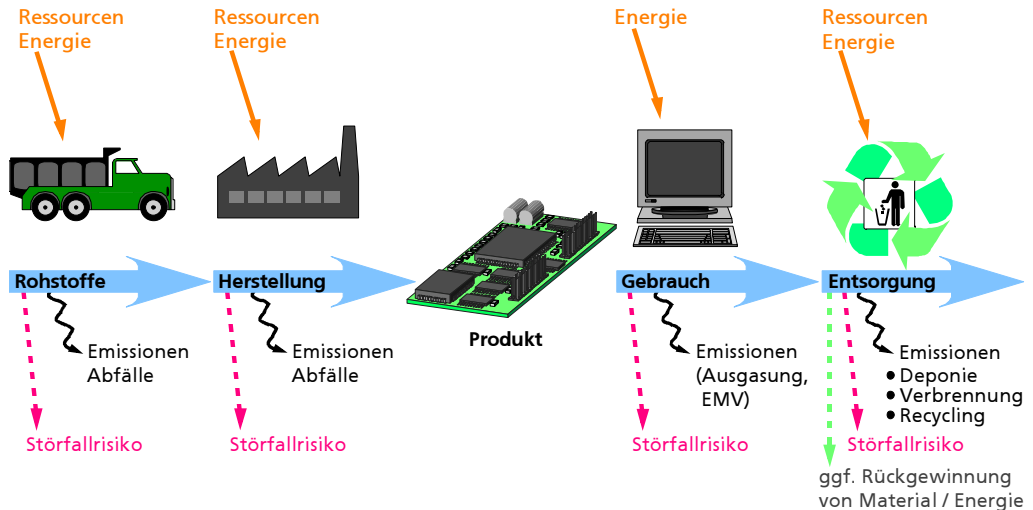 Ressourcen
Energie
Ressourcen
Energie
Energie
Ressourcen
Energie
Rohstoffe
Herstellung
Produkt
Gebrauch
Entsorgung
Emissionen
Abfälle
Emissionen
Abfälle
Emissionen
(Ausgasung,
EMV)
Emissionen
• Deponie
• Verbrennung
• Recycling
Störfallrisiko
Störfallrisiko
Störfallrisiko
Störfallrisiko
ggf. Rückgewinnung
von Material / Energie